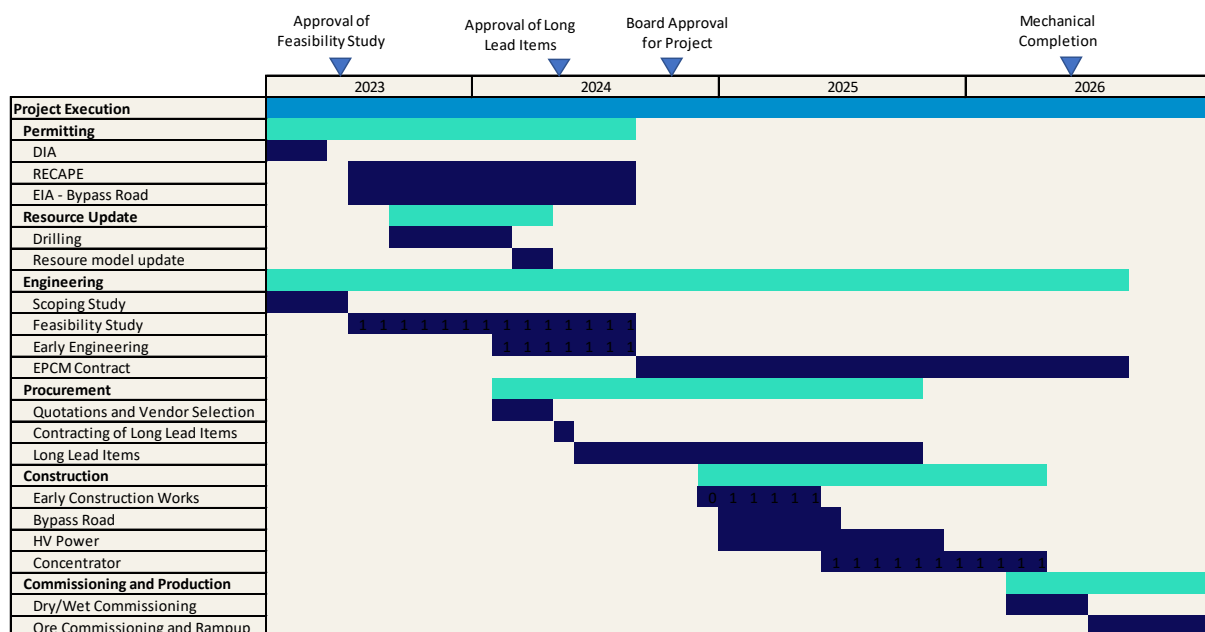 Approval of
Feasibility Study
Approval of Long
Lead Items
Board Approval
for Project
Mechanical
Completion
2023 2024 2025 2026
Project Execution
Permitting
DIA
RECAPE
EIA - Bypass Road
Resource Update
Drilling
Resoure model update
Engineering
Scoping Study
Feasibility Study 1 1 1 1 1 1 1 1 1 1 1 1 1 1
Early Engineering 1 1 1 1 1 1 1
EPCM Contract
Procurement
Quotations and Vendor Selection
Contracting of Long Lead Items
Long Lead Items
Construction
Early Construction Works 0 1 1 1 1 1
Bypass Road
HV Power
Concentrator 1 1 1 1 1 1 1 1 1 1 1
Commissioning and Production
Dry/Wet Commissioning
Ore Commissioning and Rampup